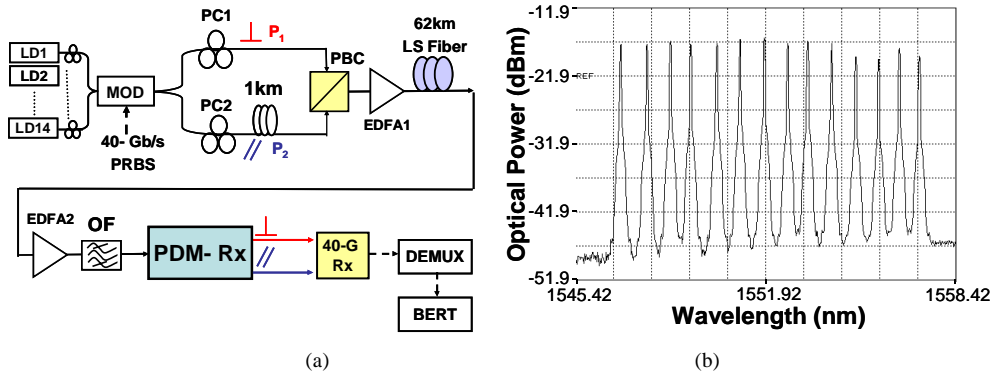 LD1
LD2
LD14
MOD
40- Gb/s
PRBS
PC1
P1
PC2
1km
P2
PBC
EDFA1
62km
LS Fiber
EDFA2
OF
PDM- Rx
40-G
Rx
DEMUX
BERT
(a)
Optical Power (dBm)
-11.9
-21.9
REF
-31.9
-41.9
-51.9
1545.42
1551.92
1558.42
Wavelength (nm)
(b)